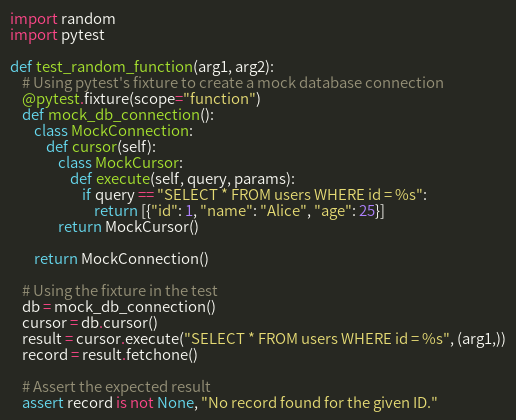 import random
import pytest

def test_random_function(arg1, arg2):
    # Using pytest's fixture to create a mock database connection
    @pytest.fixture(scope="function")
    def mock_db_connection():
        class MockConnection:
            def cursor(self):
                class MockCursor:
                    def execute(self, query, params):
                        if query == "SELECT * FROM users WHERE id = %s":
                            return [{"id": 1, "name": "Alice", "age": 25}]
                return MockCursor()

        return MockConnection()

    # Using the fixture in the test
    db = mock_db_connection()
    cursor = db.cursor()
    result = cursor.execute("SELECT * FROM users WHERE id = %s", (arg1,))
    record = result.fetchone()

    # Assert the expected result
    assert record is not None, "No record found for the given ID."